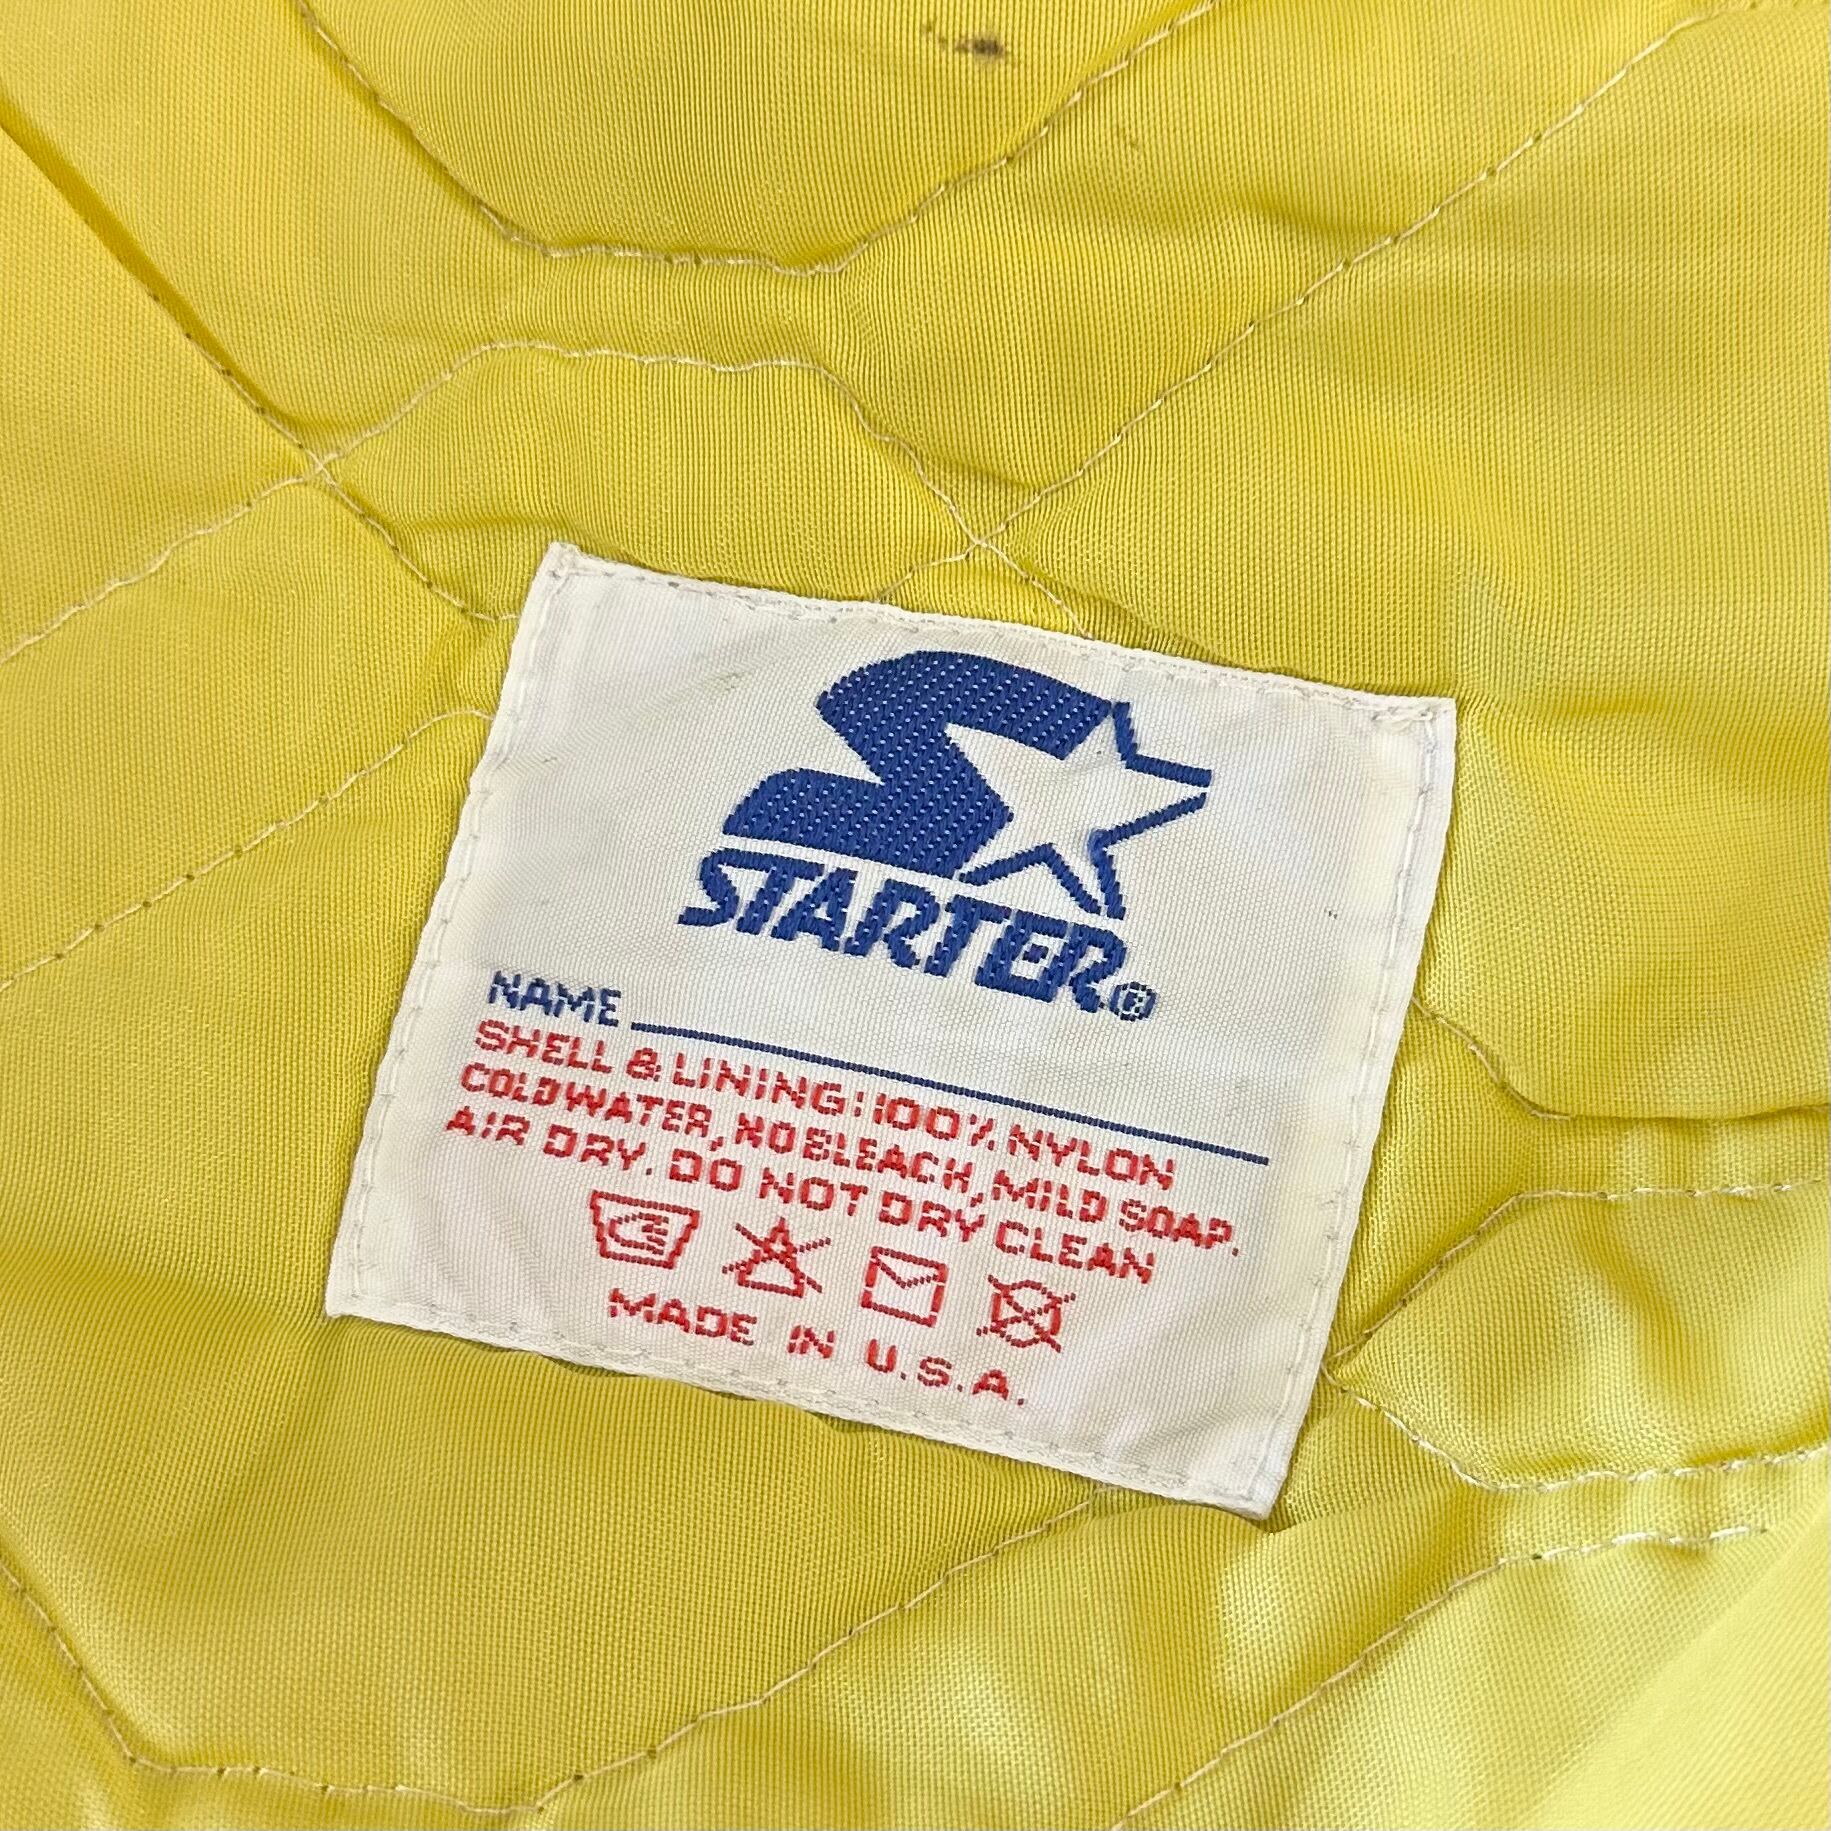 STARTER®
NAME
SHELL & LINING: 100% NYLON
COLDWATER, NO BLEACH, MILD SOAP.
AIR DRY. DO NOT DRY CLEAN
MADE IN U.S.A.